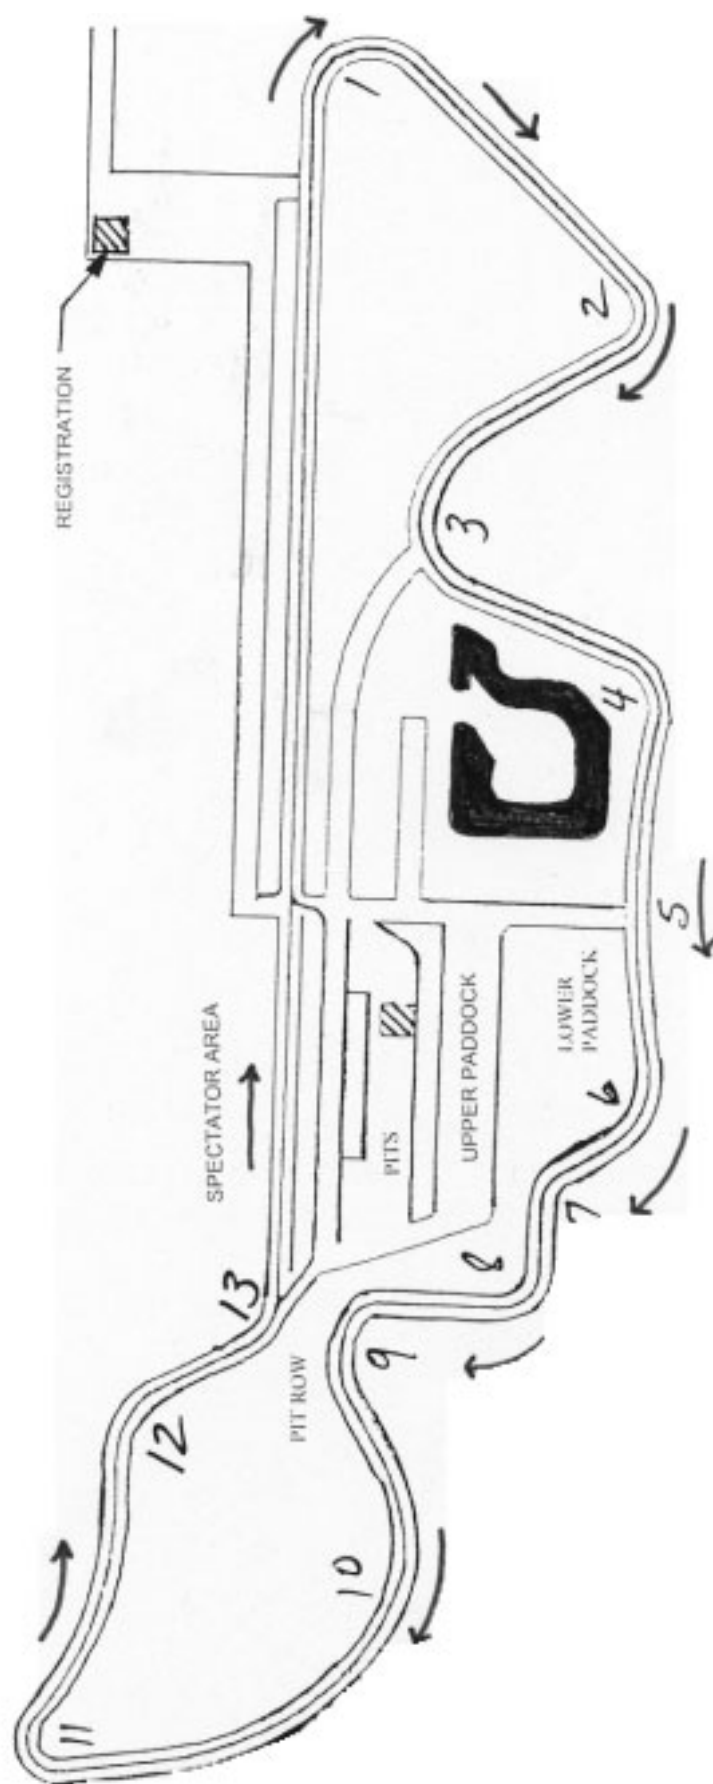 1
2
REGISTRATION
3
4
5
SPECTATOR AREA
LOWER
PADDOCK
UPPER PADDOCK
PITS
6
7
8
13
9
PIT ROW
12
10
11